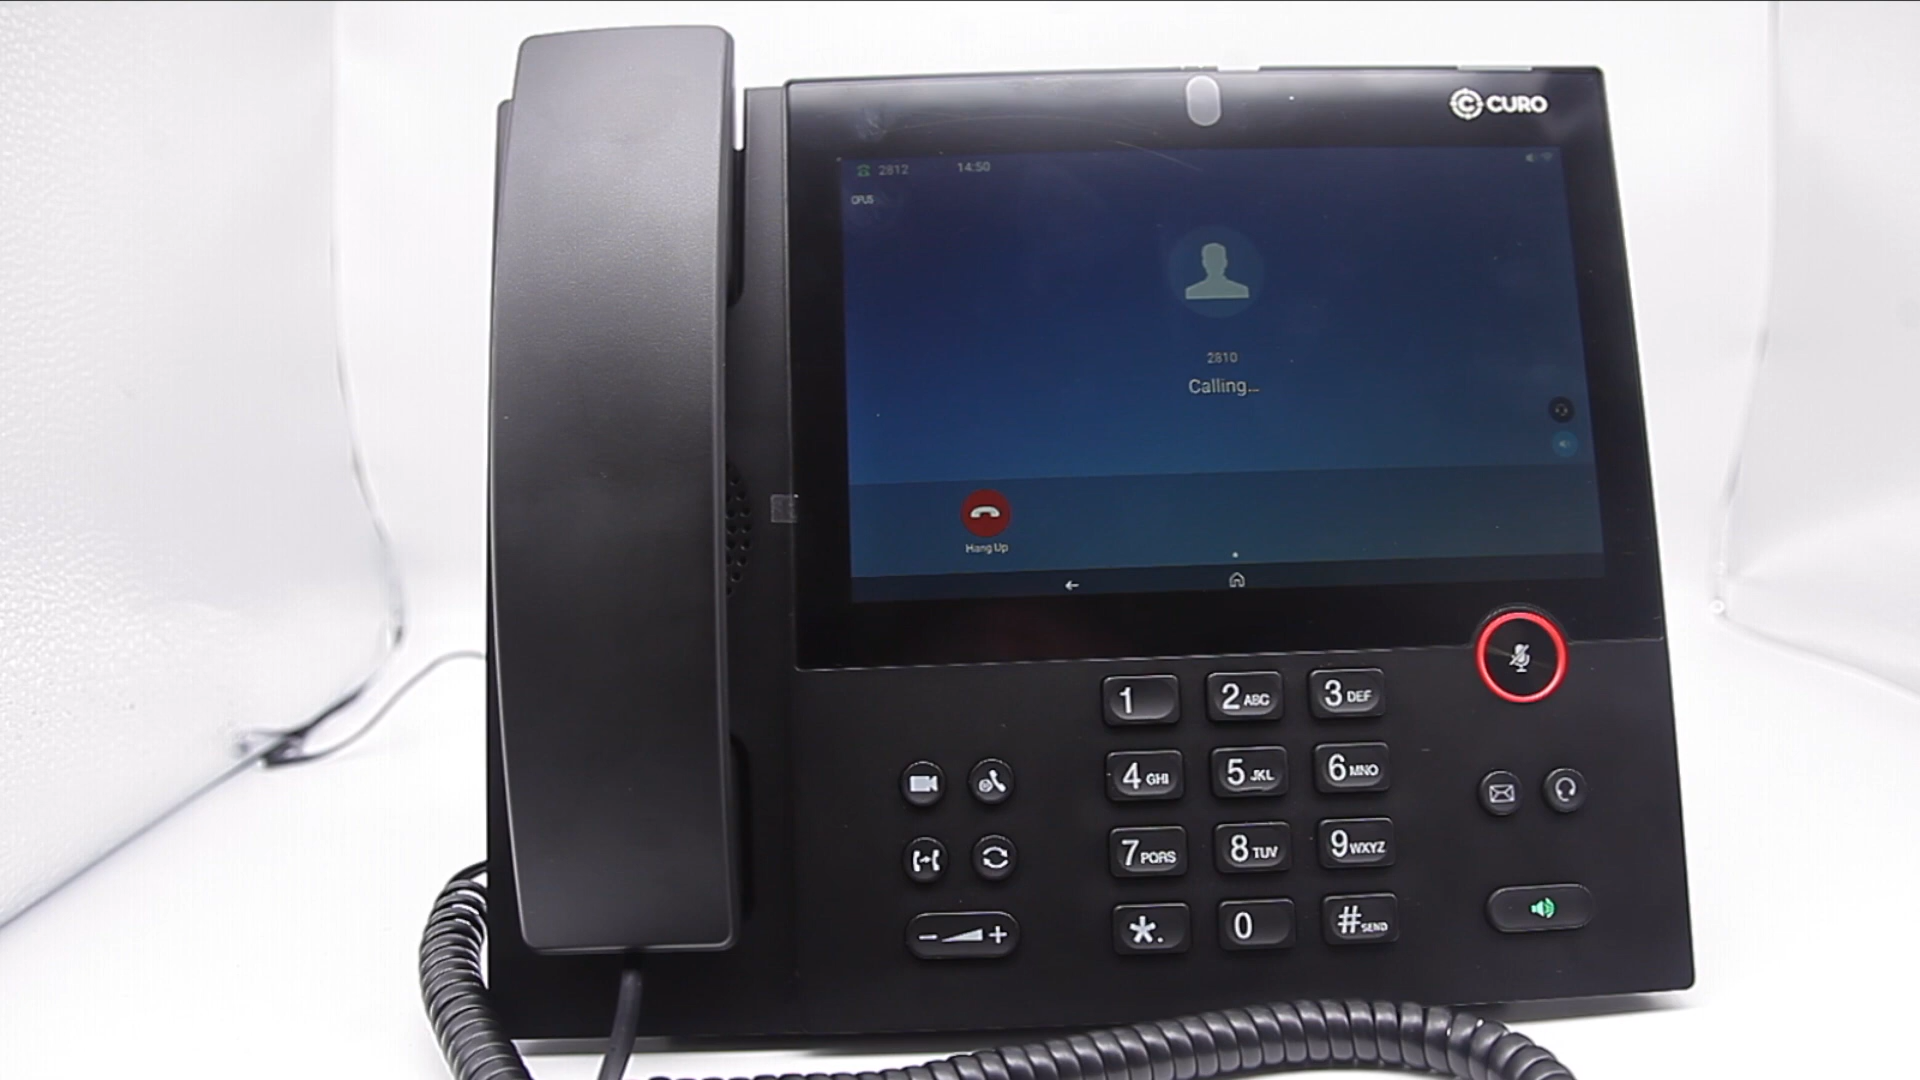 CURO
2812 14:50
OPUS
2810
Calling...
Hang Up
1 2 ABC 3 DEF
4 GHI 5 JKL 6 MNO
7 PQRS 8 TUV 9 WXYZ
*. 0 # SEND